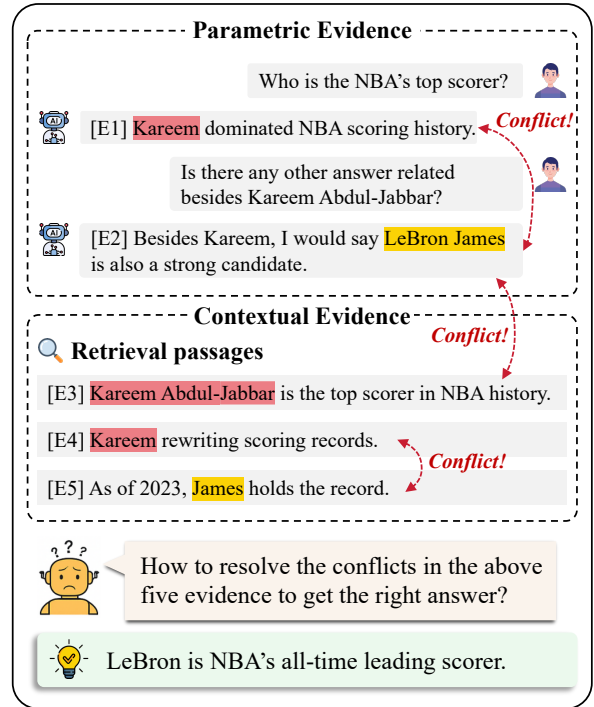 Parametric Evidence
Who is the NBA's top scorer?
AI
[E1] Kareem dominated NBA scoring history.
Conflict!
Is there any other answer related
besides Kareem Abdul-Jabbar?
AI
[E2] Besides Kareem, I would say LeBron James
is also a strong candidate.
Contextual Evidence
Conflict!
Retrieval passages
[E3] Kareem Abdul-Jabbar is the top scorer in NBA history.
[E4] Kareem rewriting scoring records.
Conflict!
[E5] As of 2023, James holds the record.
? ? ?
How to resolve the conflicts in the above
five evidence to get the right answer?
LeBron is NBA's all-time leading scorer.